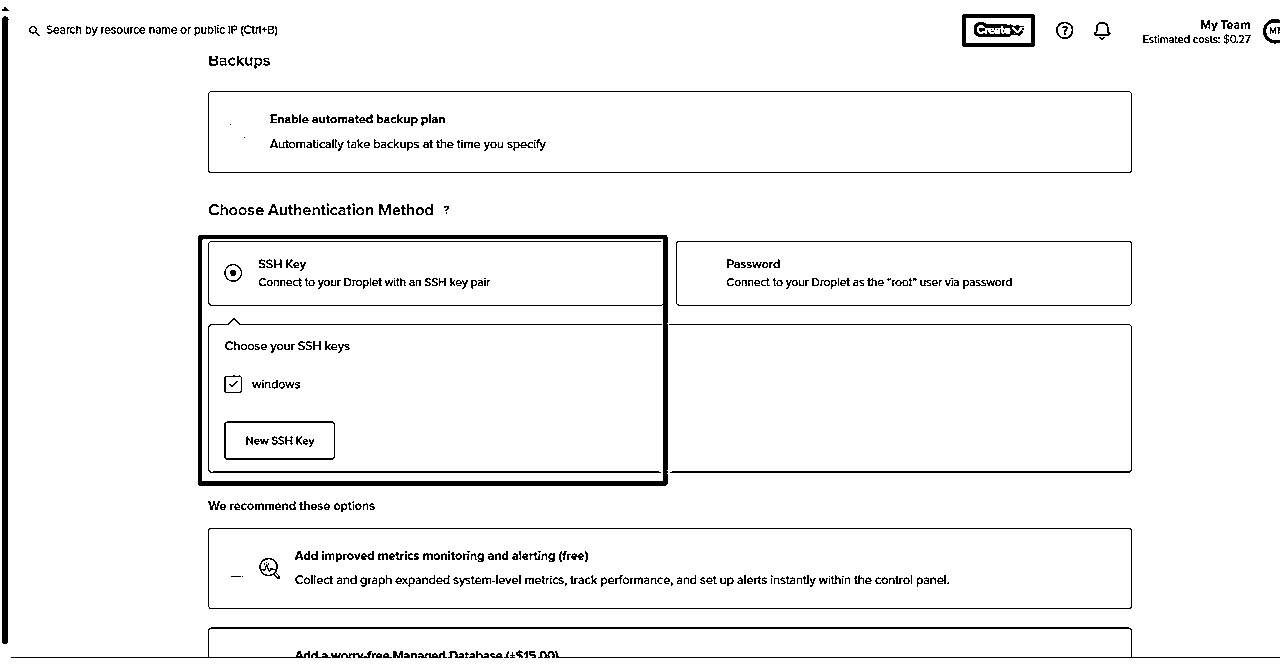 Search by resource name or public IP (Ctrl+B)
Create
?
My Team
Estimated costs: $0.27
Backups
Enable automated backup plan
Automatically take backups at the time you specify
Choose Authentication Method ?
SSH Key
Connect to your Droplet with an SSH key pair
Password
Connect to your Droplet as the "root" user via password
Choose your SSH keys
windows
New SSH Key
We recommend these options
Add improved metrics monitoring and alerting (free)
Collect and graph expanded system-level metrics, track performance, and set up alerts instantly within the control panel.
Add a worry-free Managed Database (+$15.00)